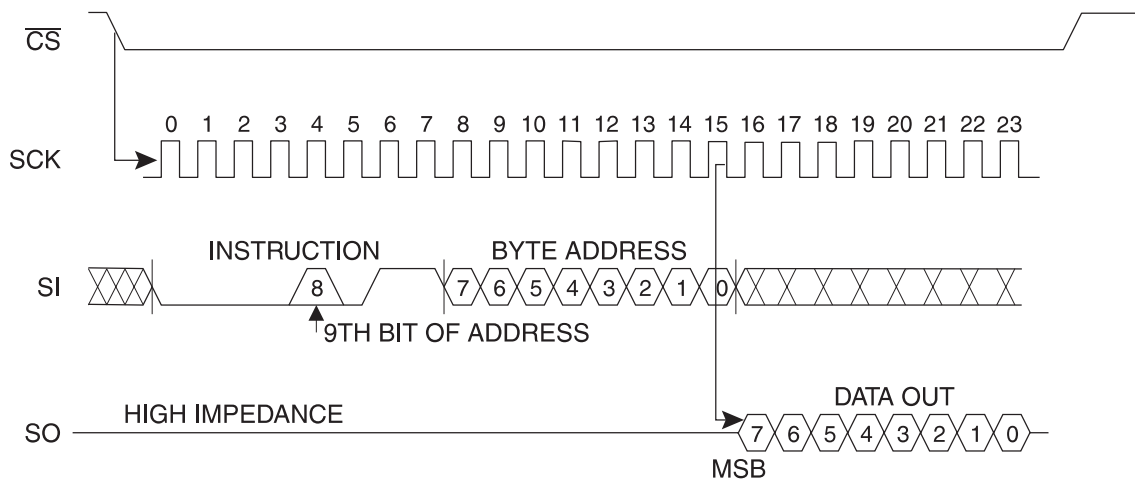 CS
0 1 2 3 4 5 6 7 8 9 10 11 12 13 14 15 16 17 18 19 20 21 22 23
SCK
INSTRUCTION BYTE ADDRESS
SI 8 7 6 5 4 3 2 1 0
9TH BIT OF ADDRESS
HIGH IMPEDANCE DATA OUT
SO 7 6 5 4 3 2 1 0
MSB